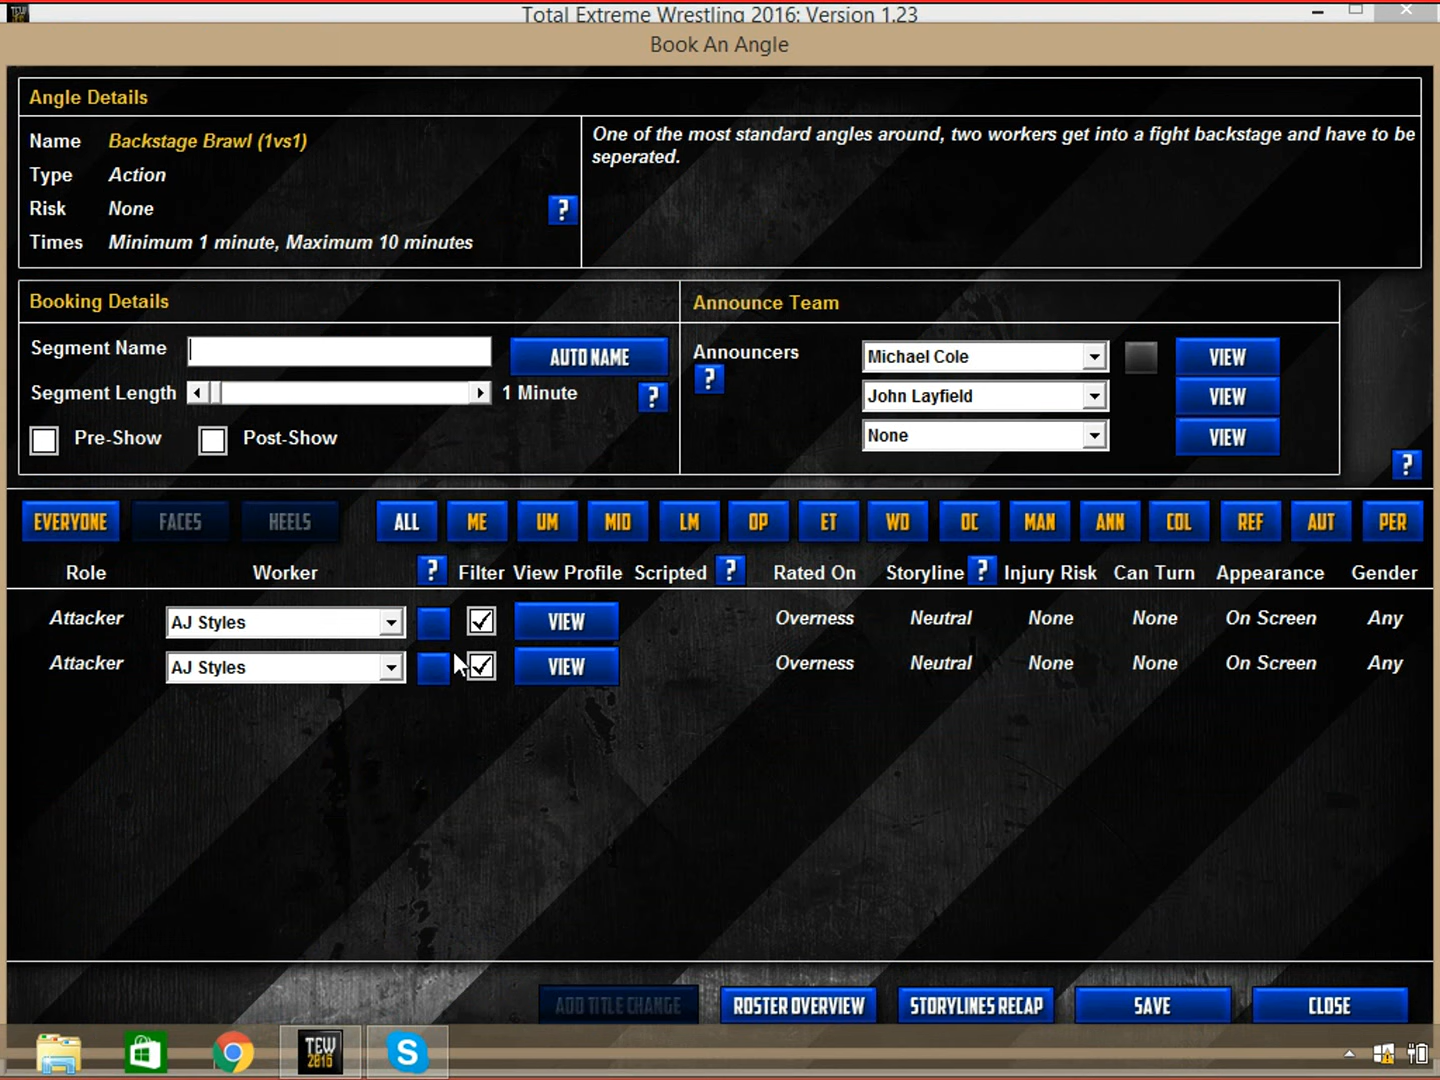 Total Extreme Wrestling 2016: Version 1.23
Book An Angle
Angle Details
Name Backstage Brawl (1vs1)
Type Action
Risk None
?
Times Minimum 1 minute, Maximum 10 minutes
One of the most standard angles around, two workers get into a fight backstage and have to be
seperated.
Booking Details
Segment Name
AUTO NAME
Segment Length 1 Minute ?
Pre-Show Post-Show
Announce Team
Announcers Michael Cole VIEW
? John Layfield VIEW
None VIEW
?
EVERYONE FACES HEELS ALL ME UM MID LM OP ET WO OC MAN ANN COL REF AUT PER
Role Worker ? Filter View Profile Scripted ? Rated On Storyline ? Injury Risk Can Turn Appearance Gender
Attacker AJ Styles VIEW Overness Neutral None None On Screen Any
Attacker AJ Styles VIEW Overness Neutral None None On Screen Any
ADD TITLE CHANGE ROSTER OVERVIEW STORYLINES RECAP SAVE CLOSE
TEW
2016
S